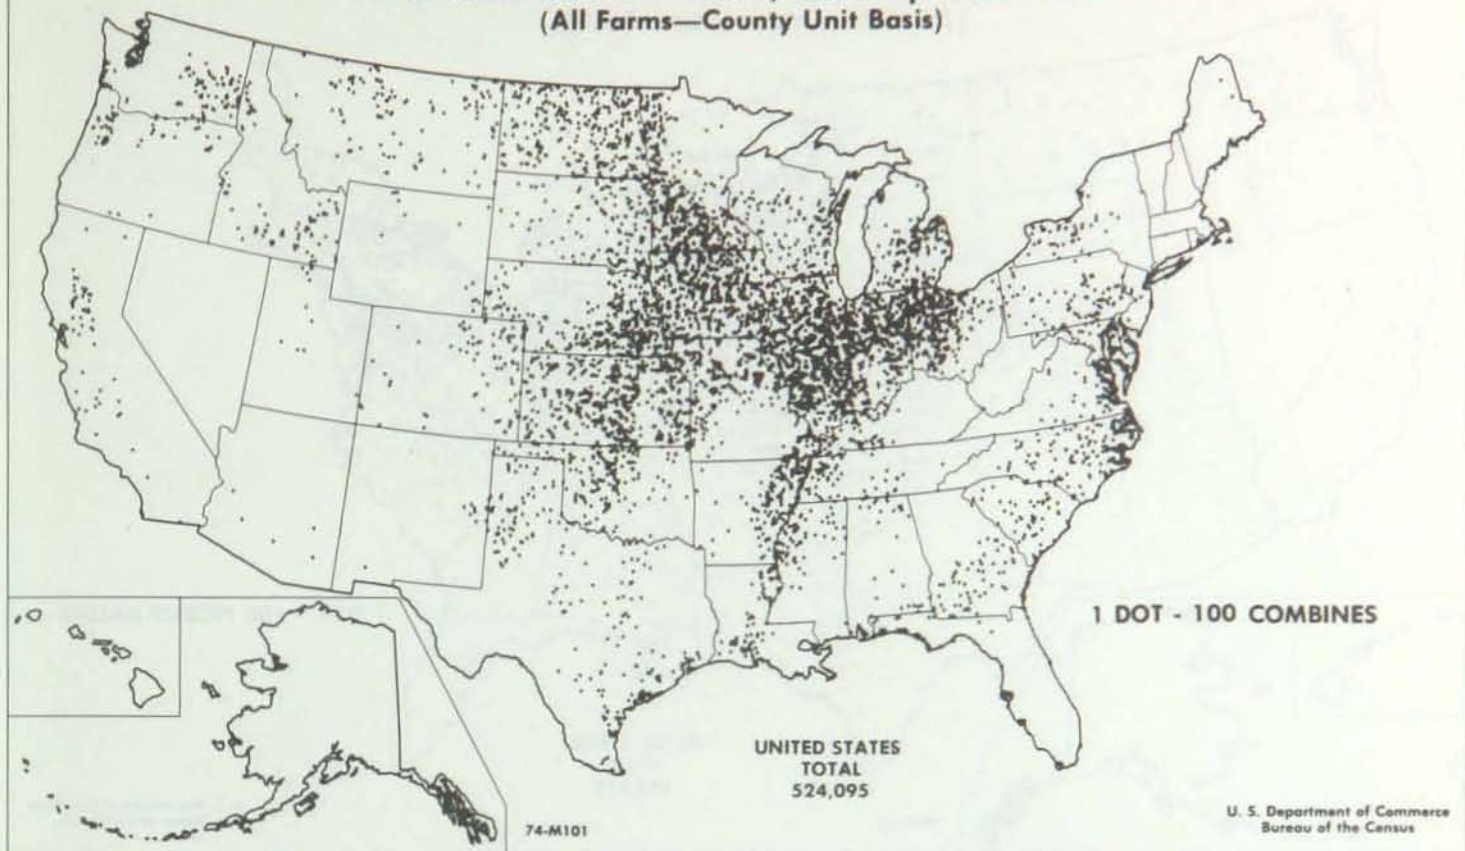 (All Farms—County Unit Basis)
1 DOT - 100 COMBINES
UNITED STATES
TOTAL
524,095
74-M101
U. S. Department of Commerce
Bureau of the Census